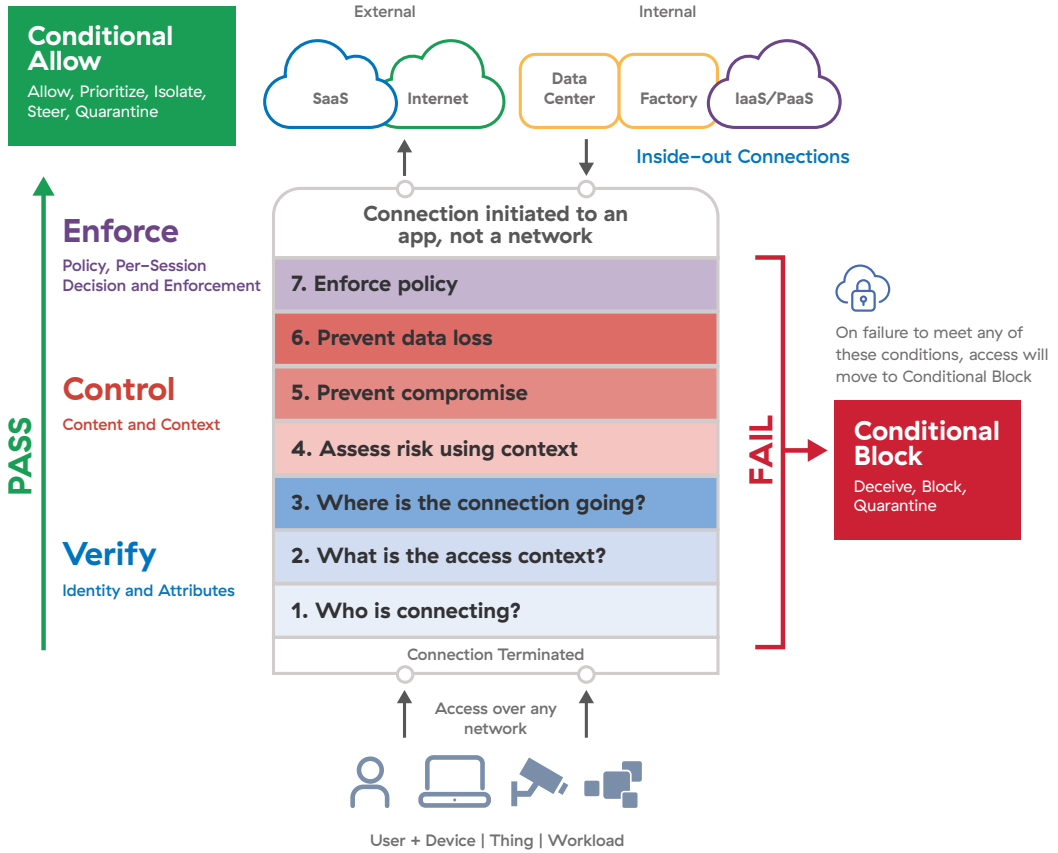 External
Internal
Conditional
Allow
Allow, Prioritize, Isolate,
Steer, Quarantine
SaaS
Internet
Data
Center
Factory
IaaS/PaaS
Inside-out Connections
Connection initiated to an
app, not a network
PASS
Enforce
Policy, Per-Session
Decision and Enforcement
Control
Content and Context
Verify
Identity and Attributes
7. Enforce policy
6. Prevent data loss
5. Prevent compromise
4. Assess risk using context
3. Where is the connection going?
2. What is the access context?
1. Who is connecting?
Connection Terminated
FAIL
On failure to meet any of
these conditions, access will
move to Conditional Block
Conditional
Block
Deceive, Block,
Quarantine
Access over any
network
User + Device | Thing | Workload